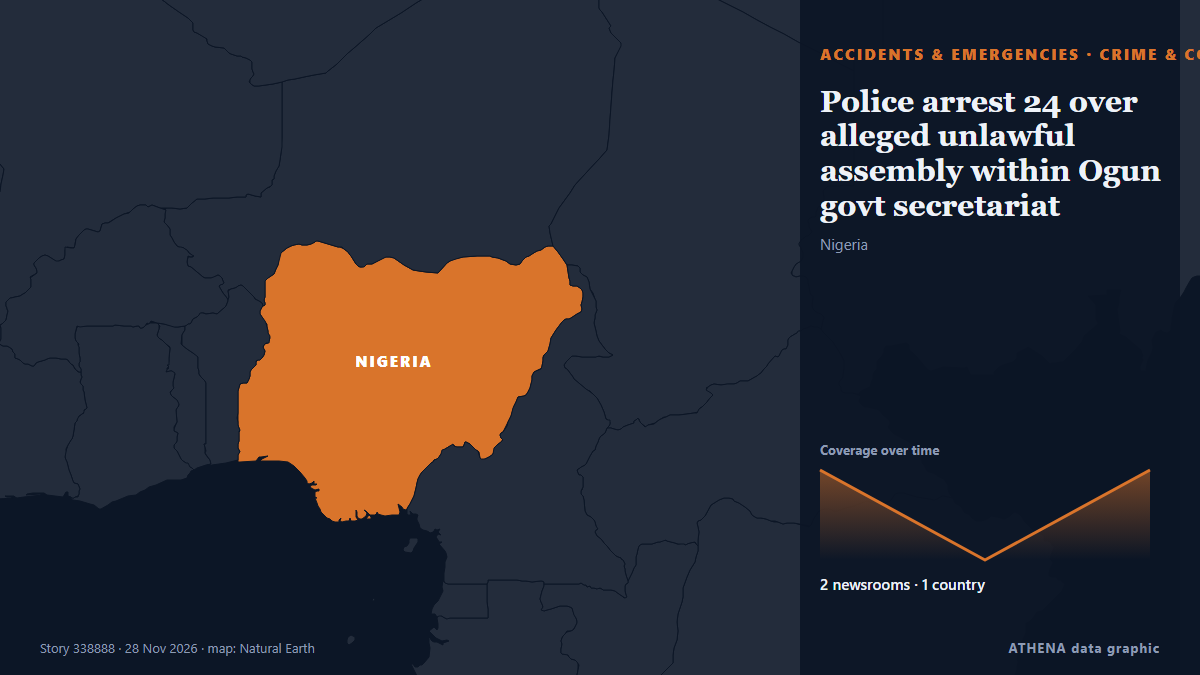 ACCIDENTS & EMERGENCIES · CRIME &
Police arrest 24 over
alleged unlawful
assembly within Ogun
govt secretariat
Nigeria
NIGERIA
Coverage over time
2 newsrooms · 1 country
Story 338888 · 28 Nov 2026 · map: Natural Earth
ATHENA data graphic